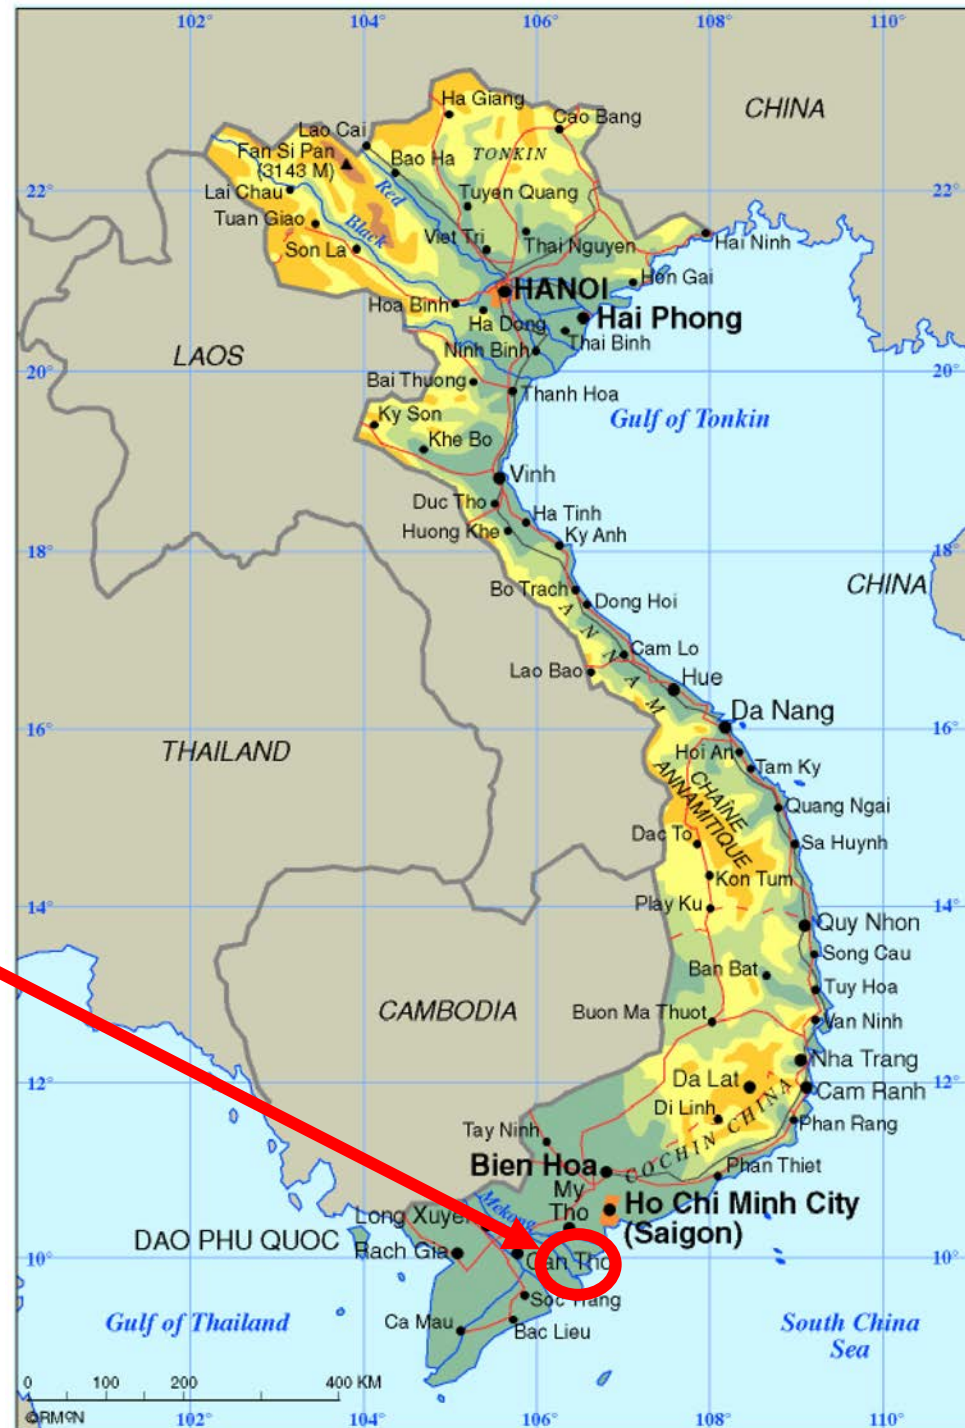 102°
104°
106°
108°
110°
CHINA
Ha Giang
Cao Bang
Lao Cai
Fan Si Pan
(3143 M)
Bao Ha
TONKIN
Red
22°
22°
Lai Chau
Tuyen Quang
Tuan Giao
Black
Viet Tri
Thai Nguyen
Hai Ninh
Son La
Hon Gai
HANOI
Hoa Binh
Ha Dong
Hai Phong
Thai Binh
Ninh Binh
LAOS
20°
20°
Bai Thuong
Thanh Hoa
Ky Son
Gulf of Tonkin
Khe Bo
Vinh
Duc Tho
Ha Tinh
Huong Khe
Ky Anh
18°
18°
CHINA
Bo Trach
Dong Hoi
ANNAM
Cam Lo
Lao Bao
Hue
Da Nang
16°
16°
THAILAND
Hoi An
Tam Ky
CHAÎNE
ANNAMITIQUE
Quang Ngai
Dac To
Sa Huynh
Kon Tum
14°
14°
Play Ku
Quy Nhon
Song Cau
Ban Bat
Tuy Hoa
CAMBODIA
Buon Ma Thuot
Van Ninh
Nha Trang
12°
12°
Da Lat
Cam Ranh
Di Linh
COCHIN CHINA
Phan Rang
Tay Ninh
Bien Hoa
Phan Thiet
My
Tho
Mekong
Ho Chi Minh City
(Saigon)
Long Xuyen
DAO PHU QUOC
Rach Gia
10°
10°
Can Tho
Soc Trang
Gulf of Thailand
Ca Mau
Bac Lieu
South China
Sea
0
100
200
400 KM
©RMCN
102°
104°
106°
108°
110°